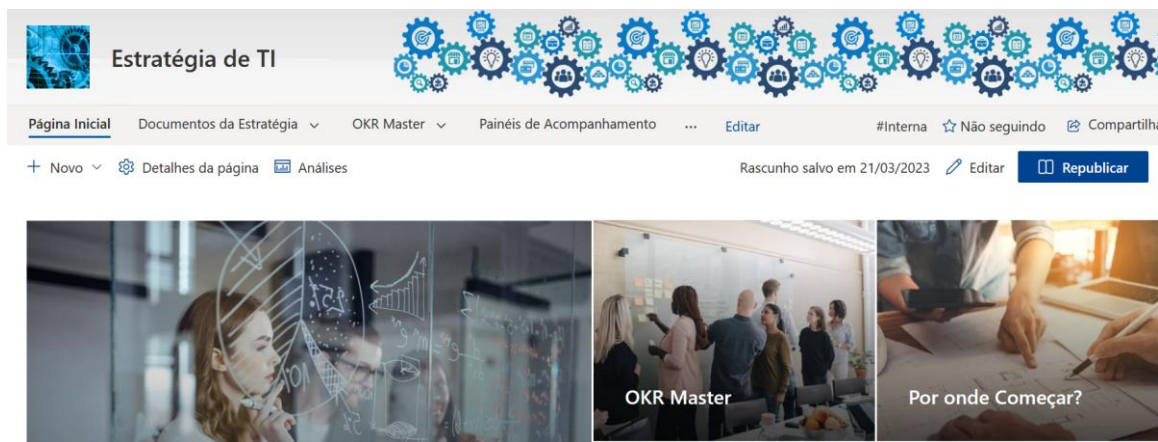 Estratégia de TI
Página Inicial Documentos da Estratégia OKR Master Painéis de Acompanhamento ... Editar #Interna Não seguindo Compartilha
+ Novo Detalhes da página Análises Rascunho salvo em 21/03/2023 Editar Republicar
OKR Master Por onde Começar?